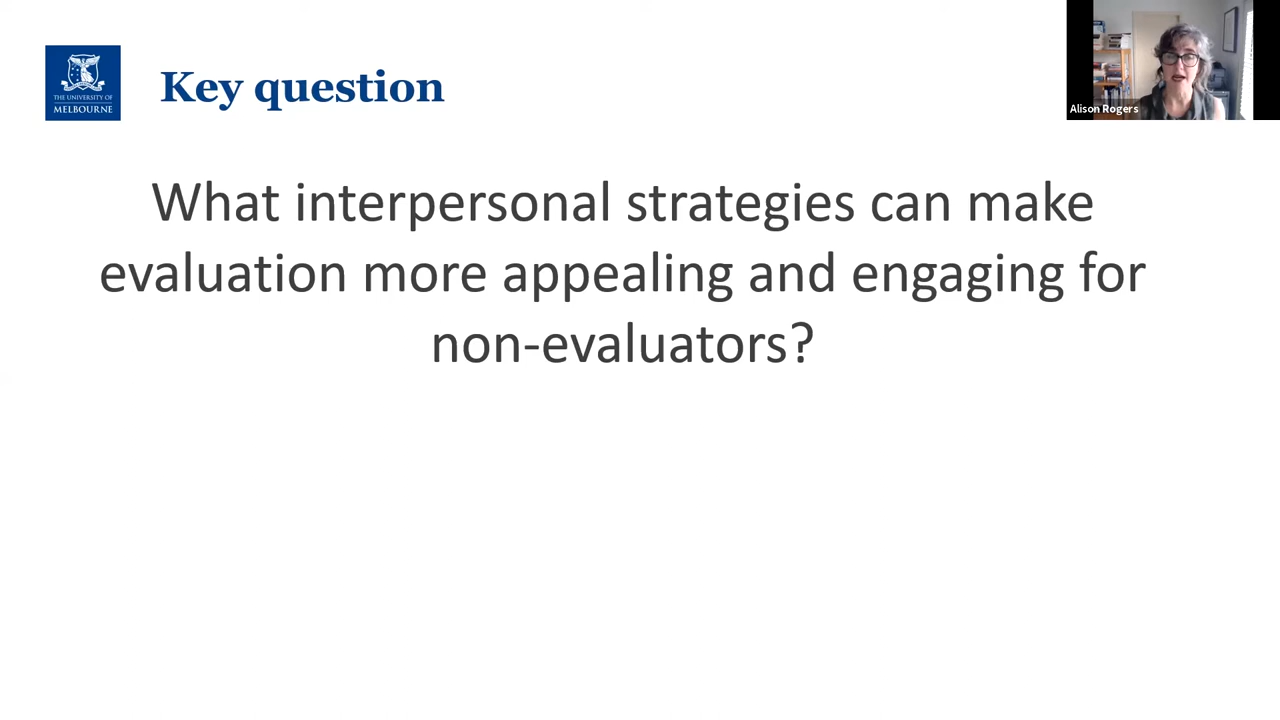 THE UNIVERSITY OF
MELBOURNE
Key question
Alison Rogers
What interpersonal strategies can make
evaluation more appealing and engaging for
non-evaluators?